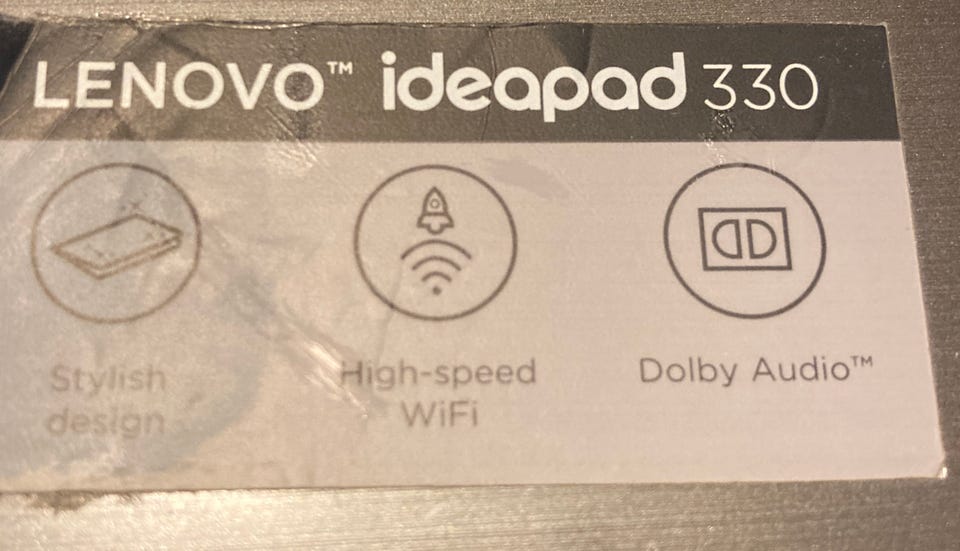 LENOVO™ ideapad 330
Stylish
design
High-speed
WiFi
Dolby Audio™